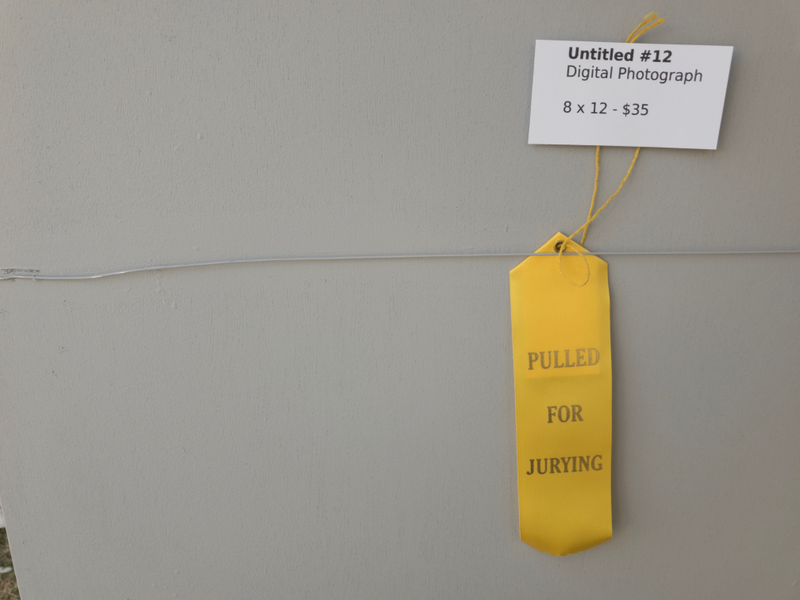 Untitled #12
Digital Photograph
8 x 12 - $35
PULLED
FOR
JURYING